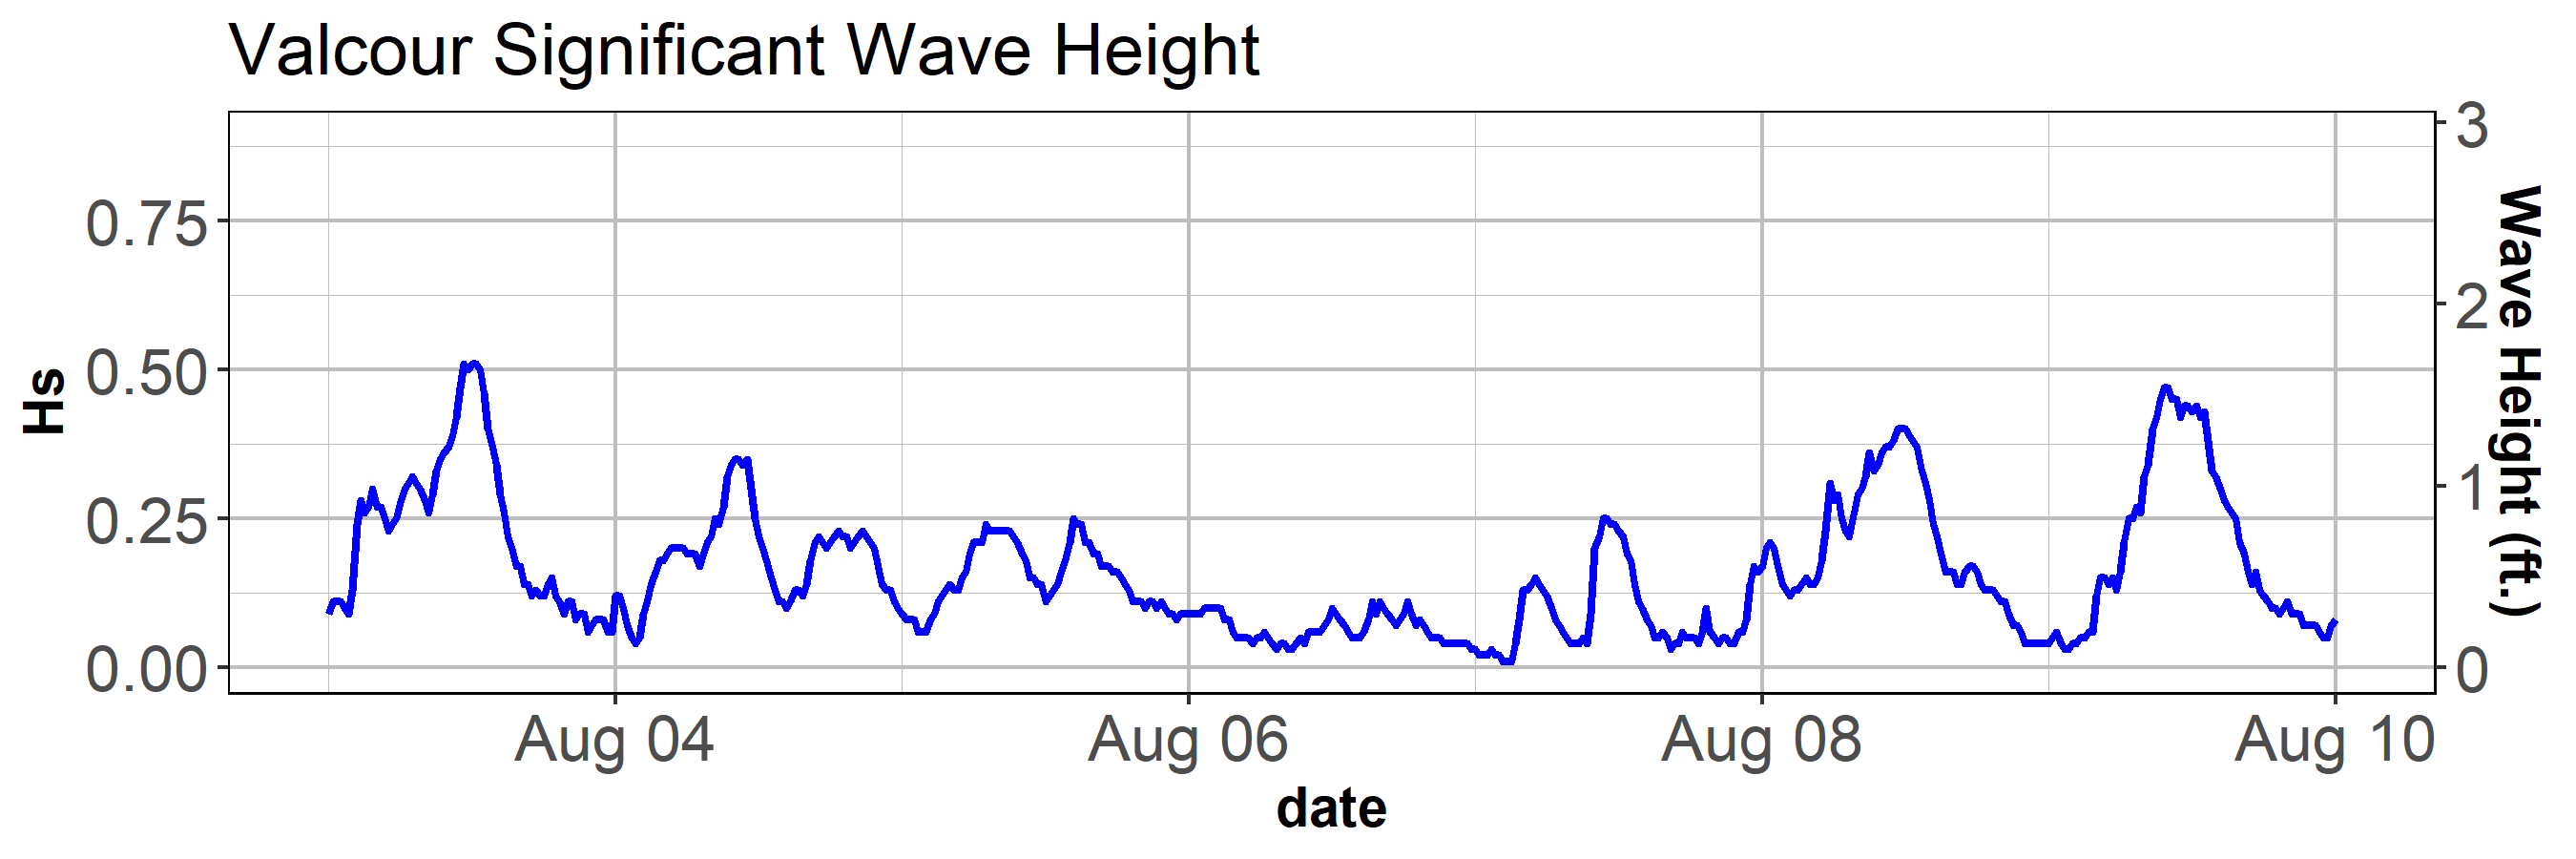 Valcour Significant Wave Height
Hs
0.75
0.50
0.25
0.00
3
2
1
0
Wave Height (ft.)
Aug 04 Aug 06 Aug 08 Aug 10
date